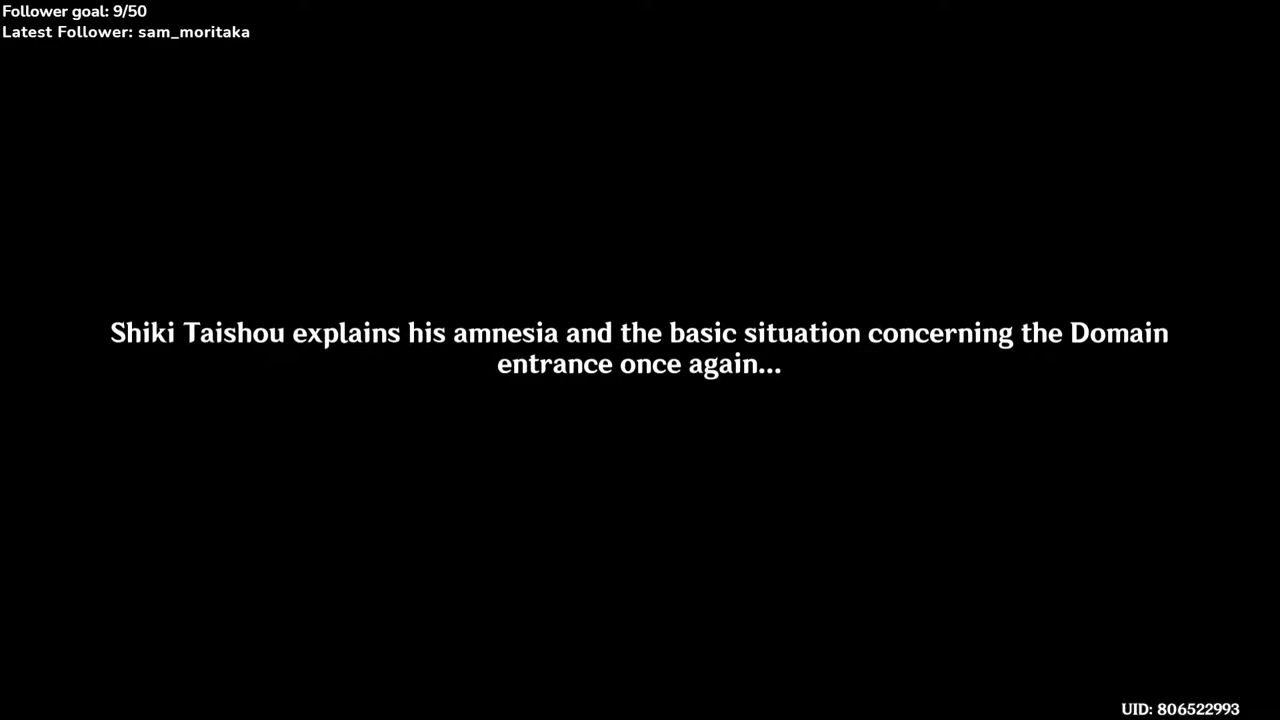 Follower goal: 9/50
Latest Follower: sam_moritaka
Shiki Taishou explains his amnesia and the basic situation concerning the Domain
entrance once again...
UID: 806522993